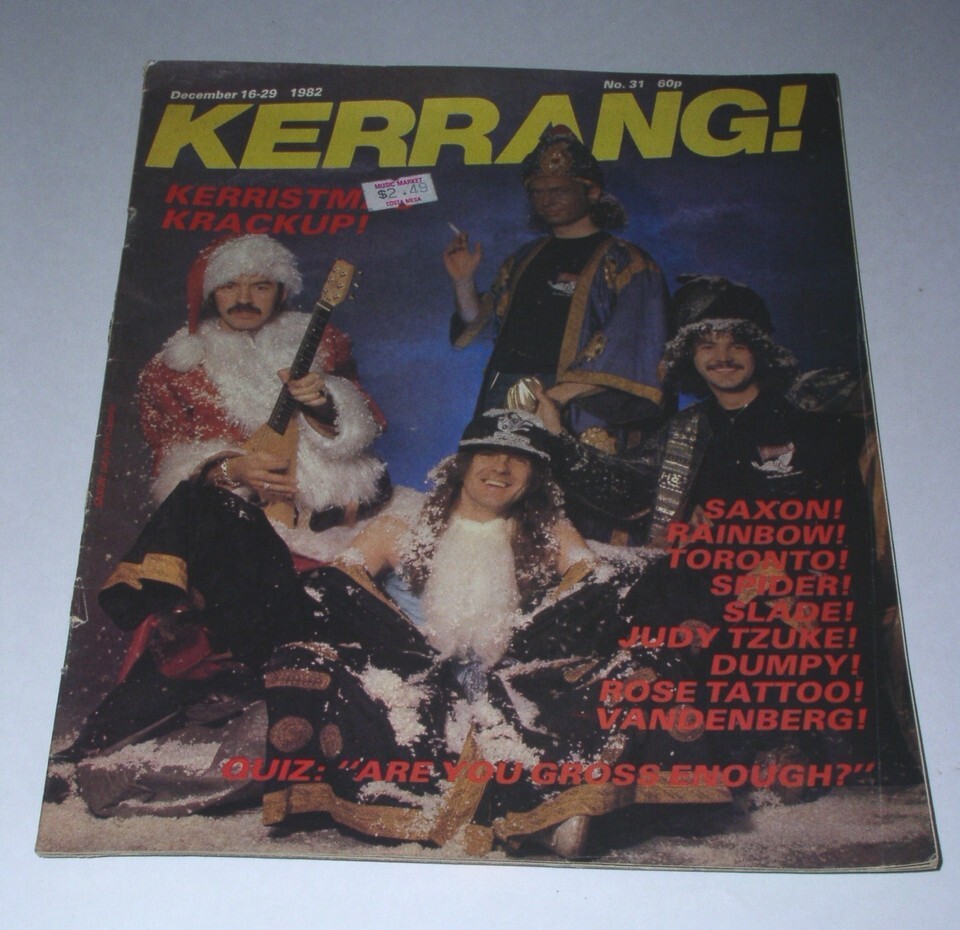 December 16-29 1982
No. 31 60p
KERRANG!
KERRISTM
KRACKUP!
MUSIC MARKET
$2.49
COSTA MESA
SAXON!
RAINBOW!
TORONTO!
SPIDER!
SLADE!
JUDY TZUKE!
DUMPY!
ROSE TATTOO!
VANDENBERG!
QUIZ: "ARE YOU GROSS ENOUGH?"